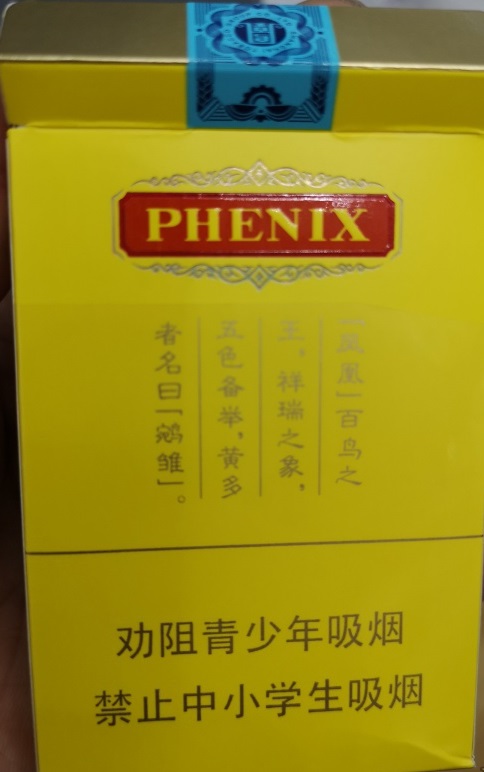 PHENIX
「凤凰」百鸟之
王，祥瑞之象，
五色备举，黄多
者名曰「鹓雏」。
劝阻青少年吸烟
禁止中小学生吸烟